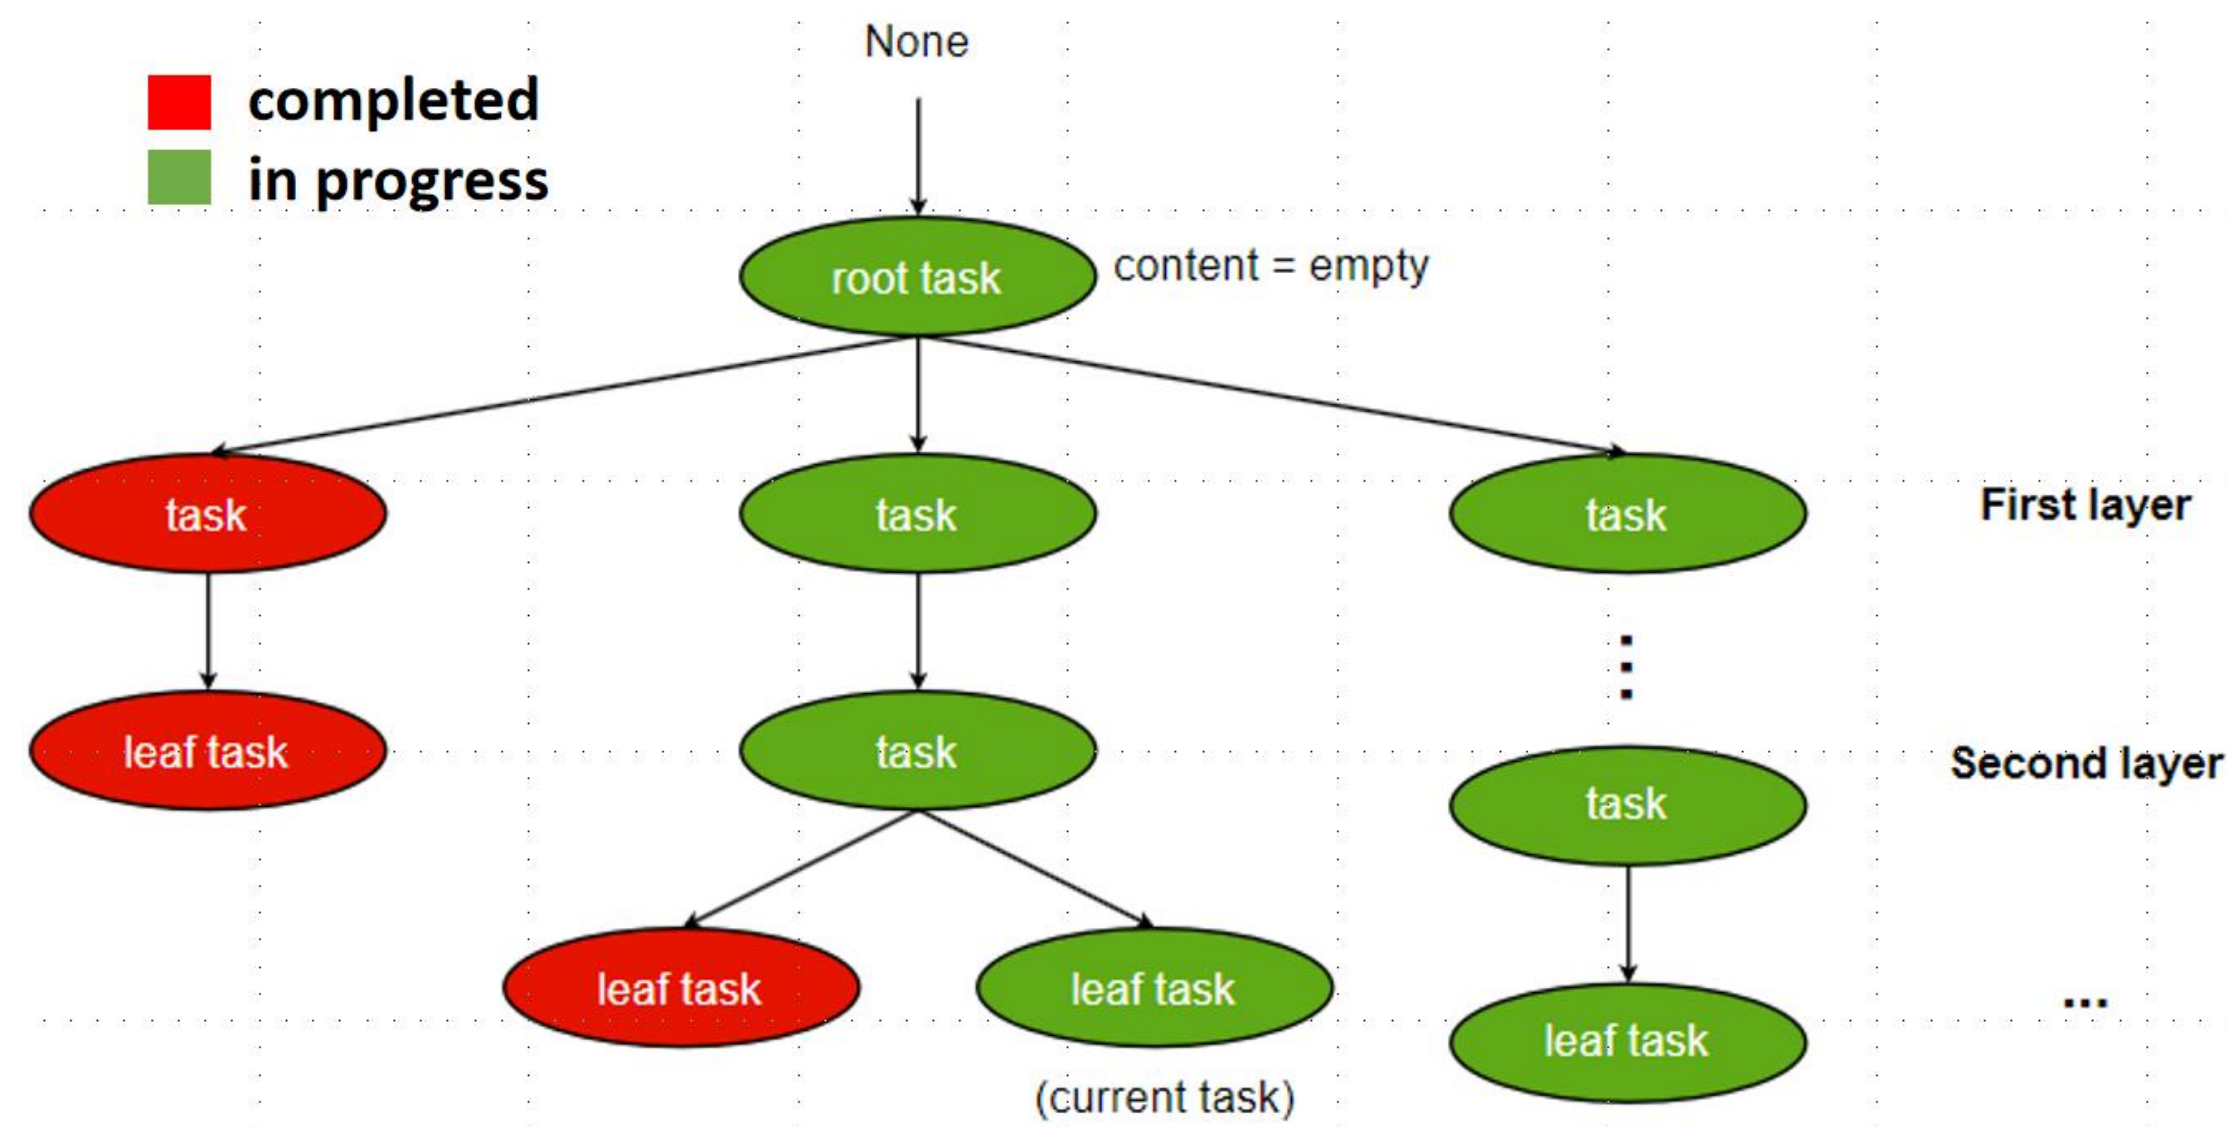 None
completed
in progress
root task
content = empty
task
task
task
First layer
leaf task
task
task
Second layer
leaf task
leaf task
leaf task
...
(current task)